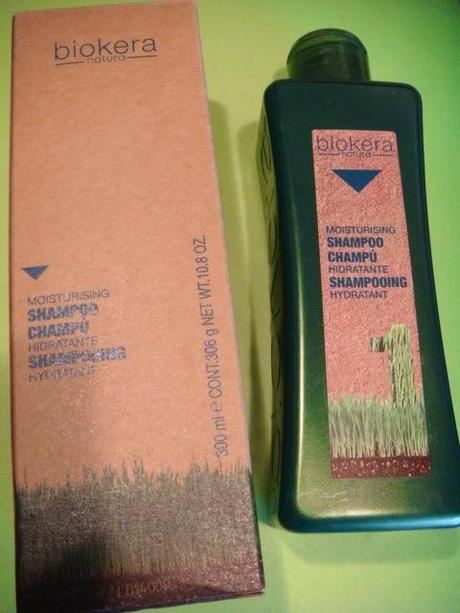 biokera
natura
MOISTURISING
SHAMPOO
CHAMPÚ
HIDRATANTE
SHAMPOOING
HYDRATANT
300 ml e CONT.306 g NET WT.10.8 OZ.
biokera
natura
MOISTURISING
SHAMPOO
CHAMPÚ
HIDRATANTE
SHAMPOOING
HYDRATANT
1